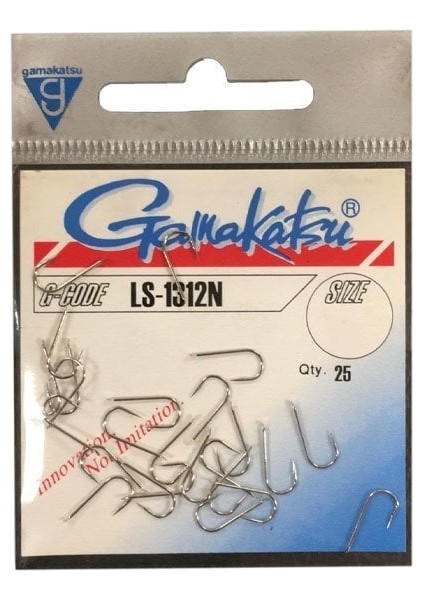 gamakatsu
g
Gamakatsu®
G-CODE LS-1312N
SIZE
Qty. 25
Innovation,
Not Imitation.